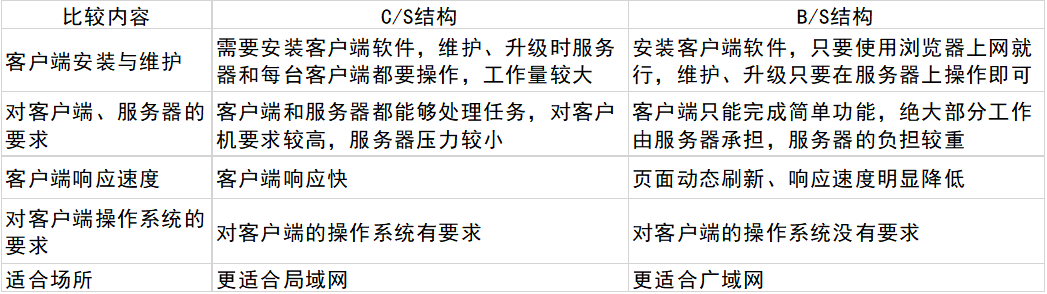 比较内容
C/S结构
B/S结构
客户端安装与维护
需要安装客户端软件，维护、升级时服务
器和每台客户端都要操作，工作量较大
安装客户端软件，只要使用浏览器上网就
行，维护、升级只要在服务器上操作即可
对客户端、服务器的
要求
客户端和服务器都能够处理任务，对客户
机要求较高，服务器压力较小
客户端只能完成简单功能，绝大部分工作
由服务器承担，服务器的负担较重
客户端响应速度
客户端响应快
页面动态刷新、响应速度明显降低
对客户端操作系统的
要求
对客户端的操作系统有要求
对客户端的操作系统没有要求
适合场所
更适合局域网
更适合广域网